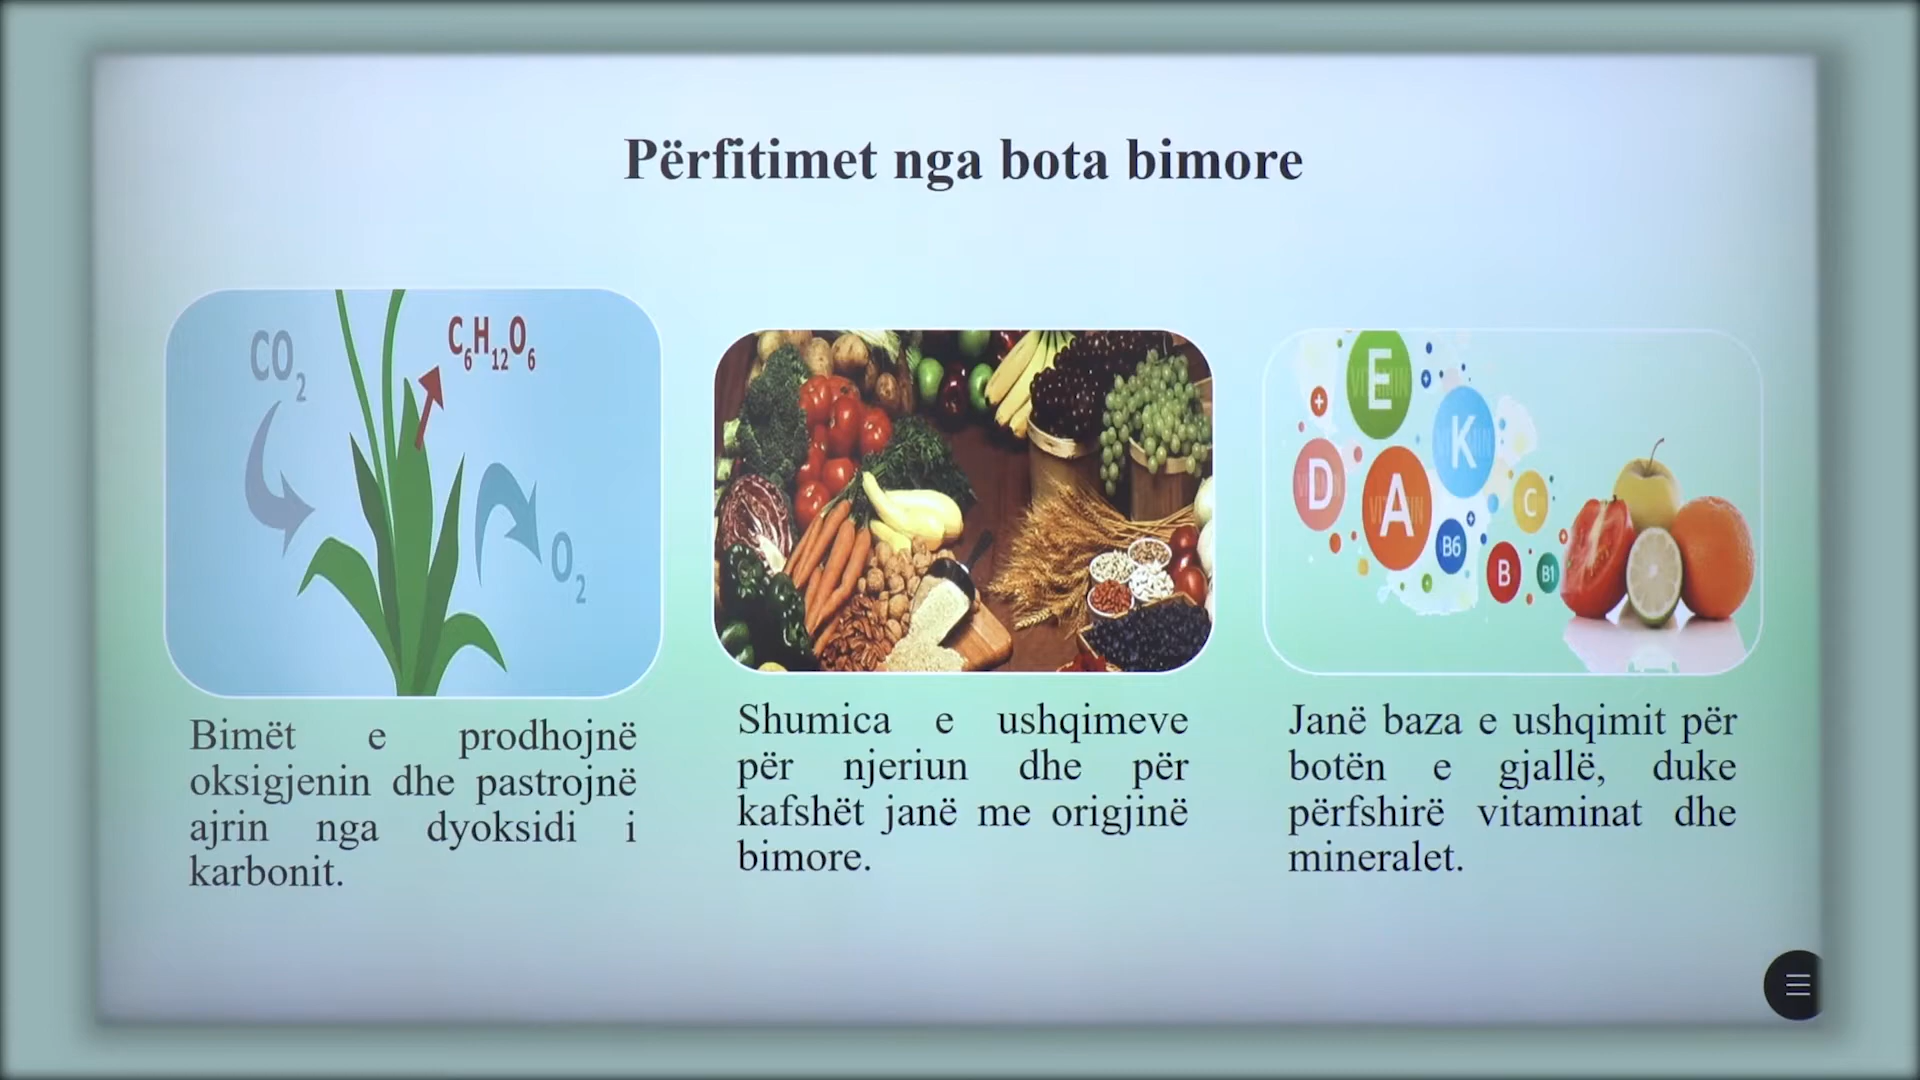 Përfitimet nga bota bimore
CO2
C6H12O6
O2
E
K
D
A
C
B6
B
B1
Bimët e prodhojnë
oksigjenin dhe pastrojnë
ajrin nga dyoksidi i
karbonit.
Shumica e ushqimeve
për njeriun dhe për
kafshët janë me origjinë
bimore.
Janë baza e ushqimit për
botën e gjallë, duke
përfshirë vitaminat dhe
mineralet.